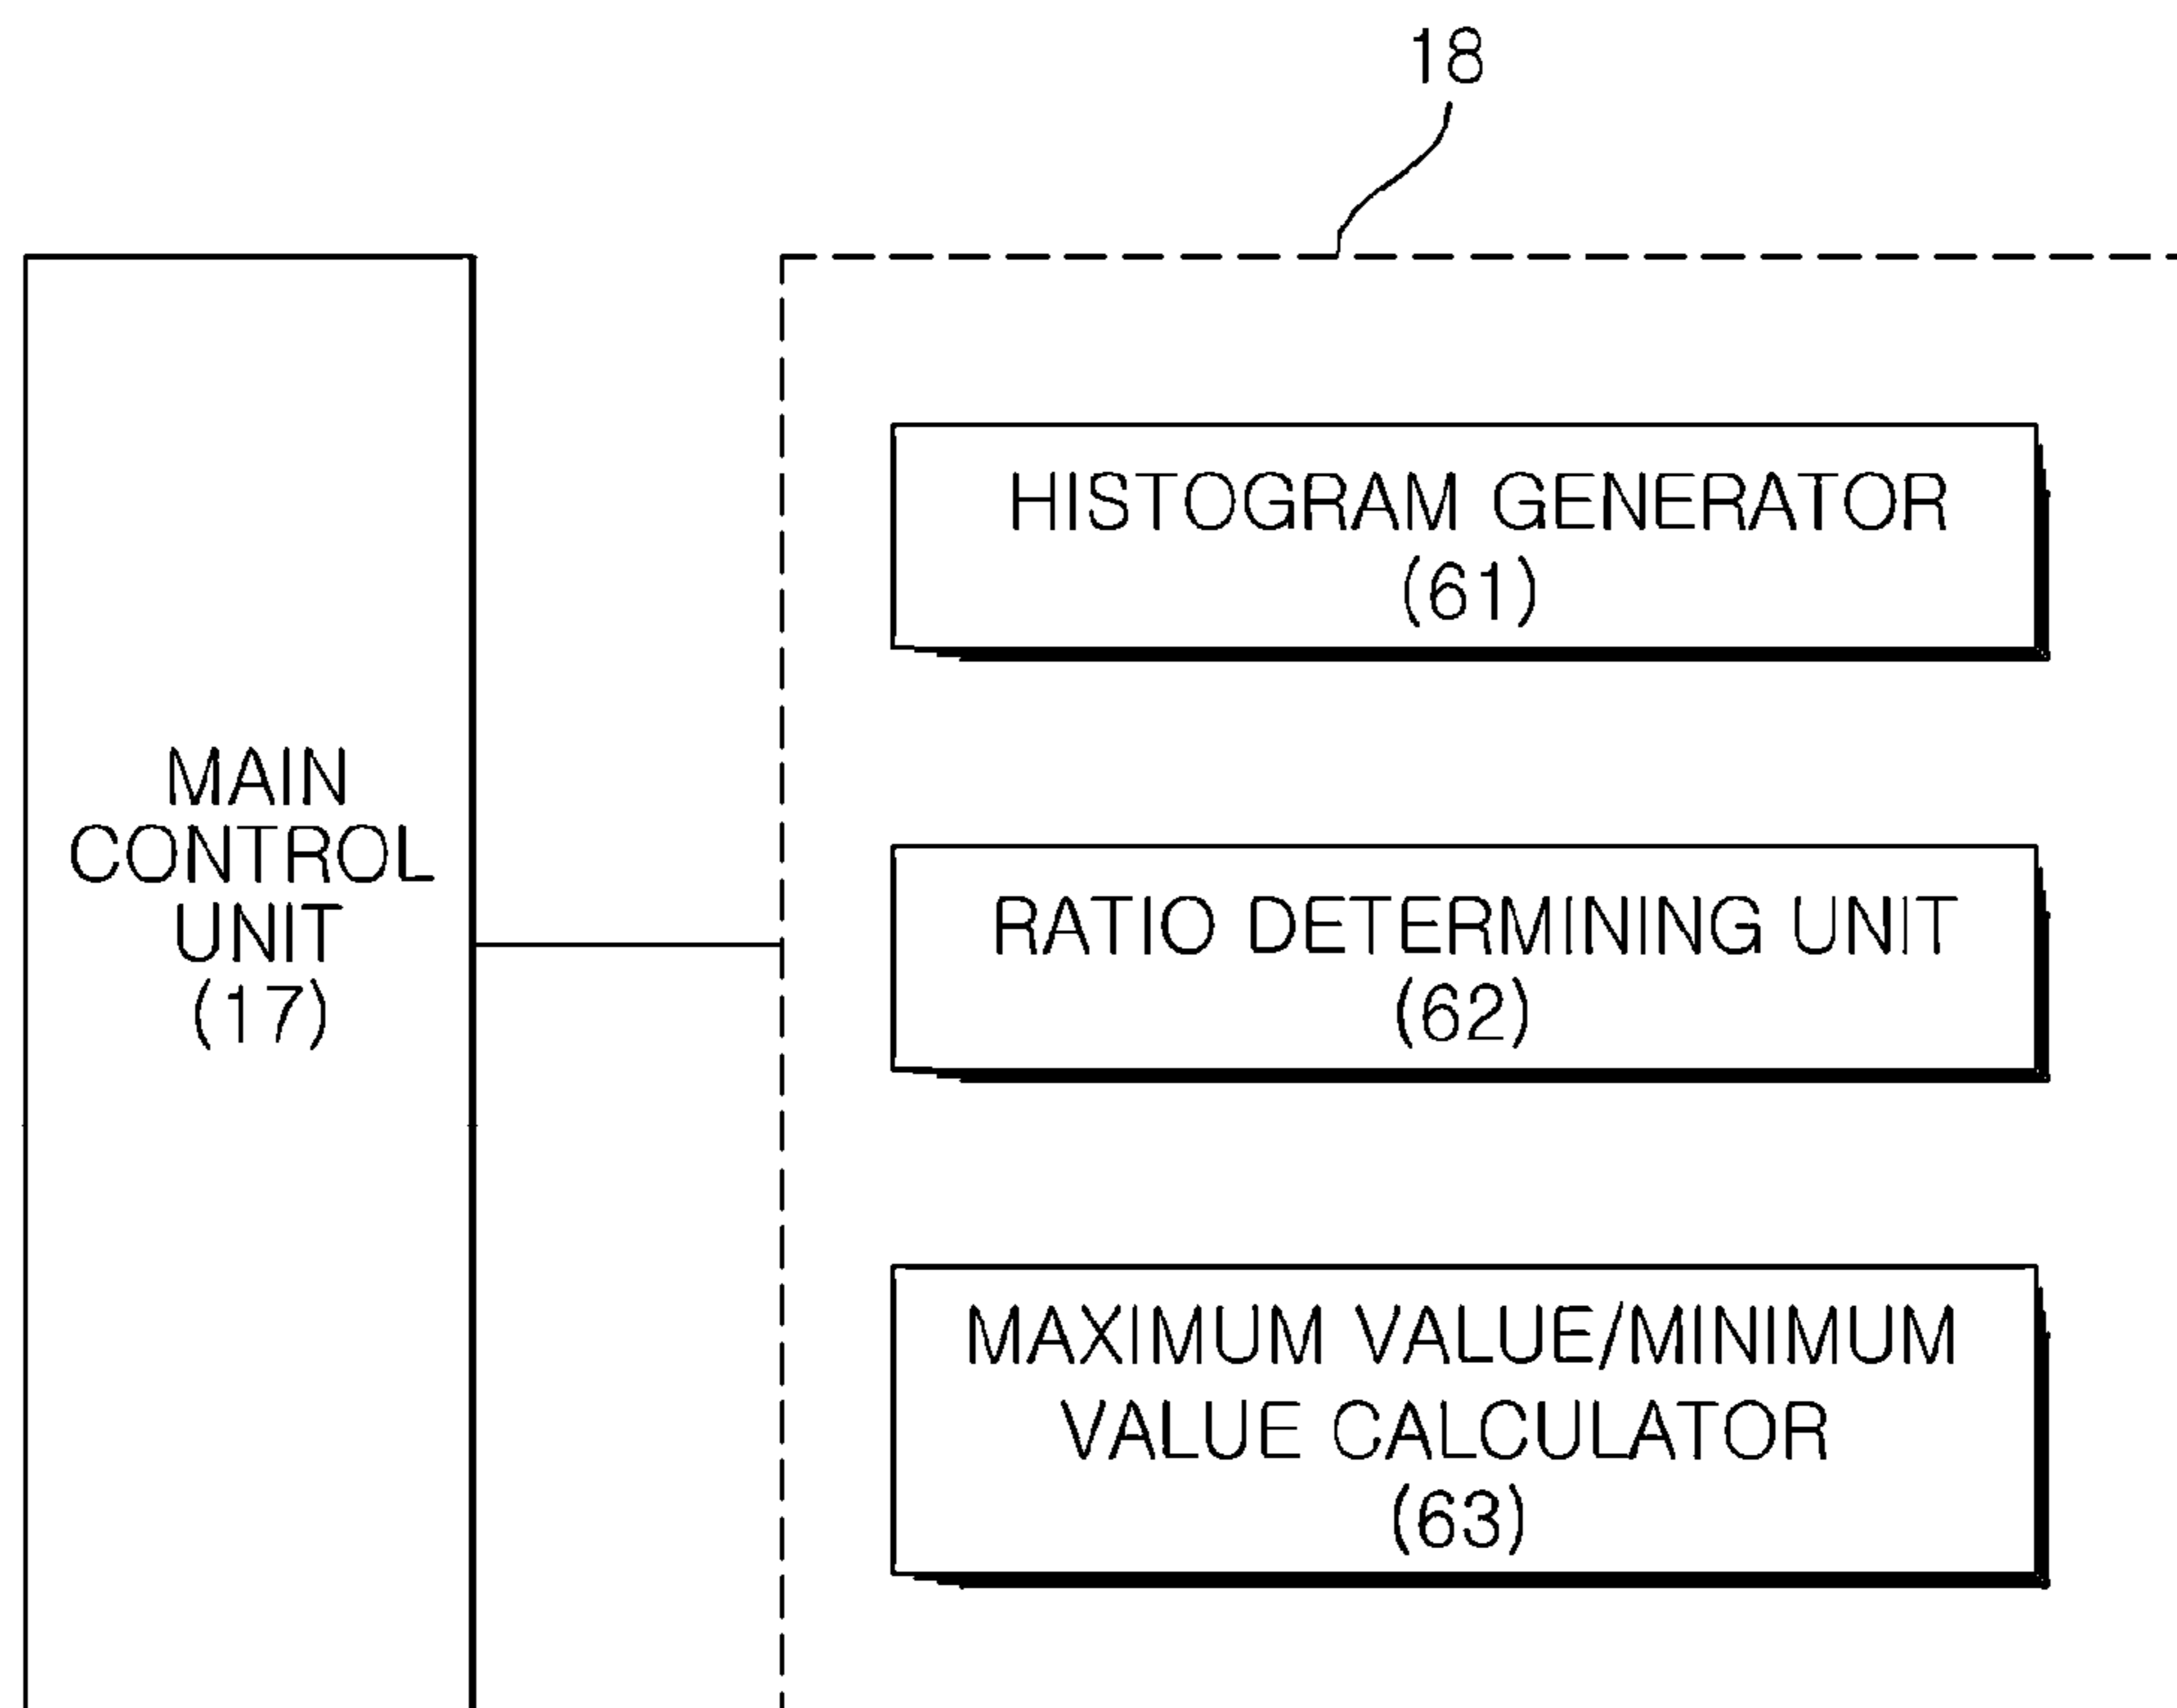 18
HISTOGRAM GENERATOR
(61)
MAIN
CONTROL
UNIT
(17)
RATIO DETERMINING UNIT
(62)
MAXIMUM VALUE/MINIMUM
VALUE CALCULATOR
(63)